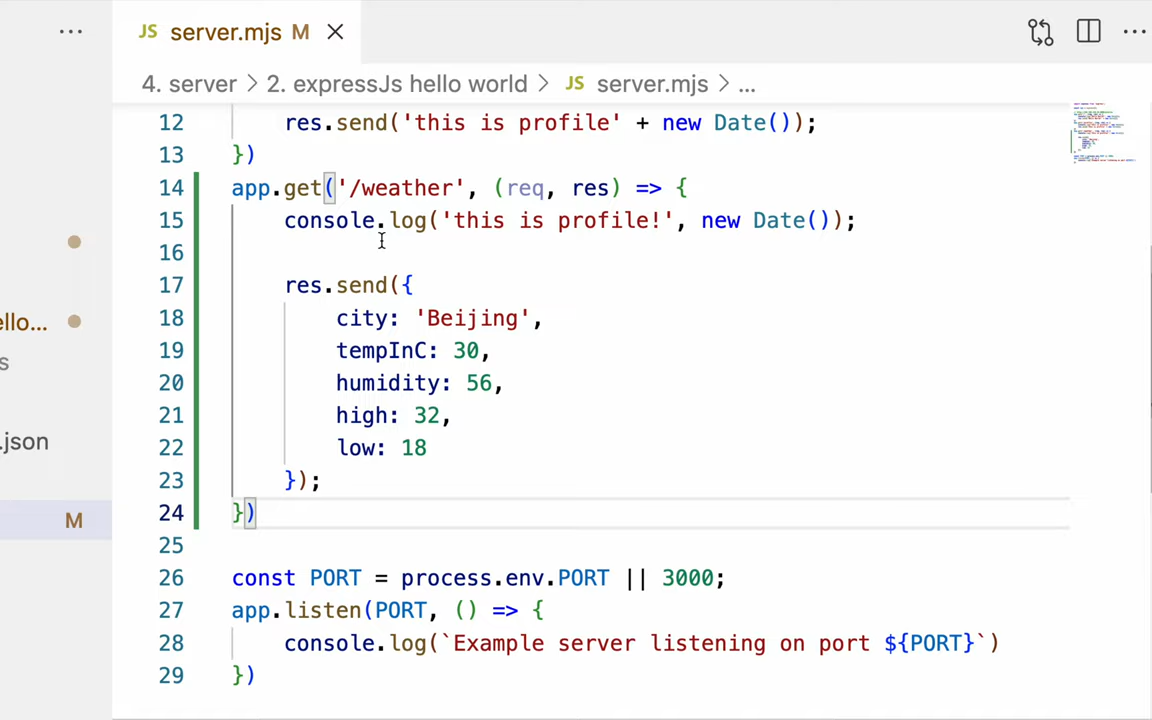 ... JS server.mjs M ...
4. server > 2. expressJs hello world > JS server.mjs > ...
12 res.send('this is profile' + new Date());
13 })
14 app.get('/weather', (req, res) => {
15 console.log('this is profile!', new Date());
16
17 res.send({
18 city: 'Beijing',
19 tempInC: 30,
20 humidity: 56,
21 high: 32,
22 low: 18
23 });
24 })
25
26 const PORT = process.env.PORT || 3000;
27 app.listen(PORT, () => {
28 console.log(`Example server listening on port ${PORT}`)
29 })
ello...
s
.json
M